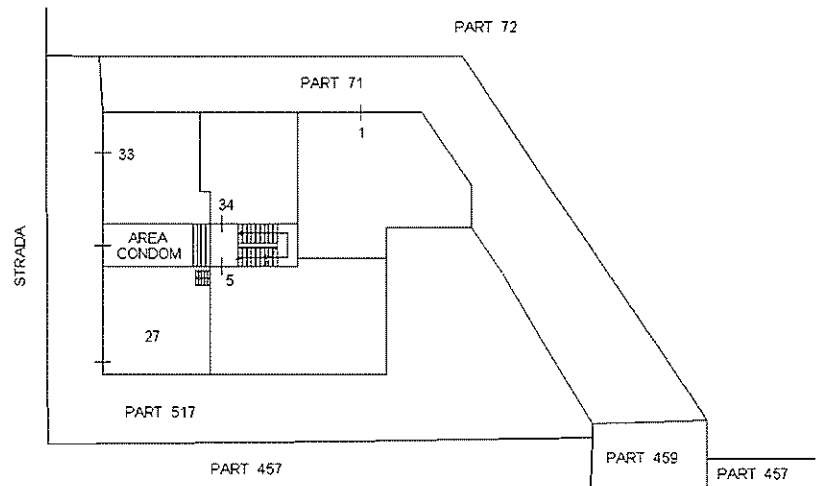 PART 72
PART 71
1
33
34
AREA
CONDOM
STRADA
5
27
PART 517
PART 457
PART 459
PART 457